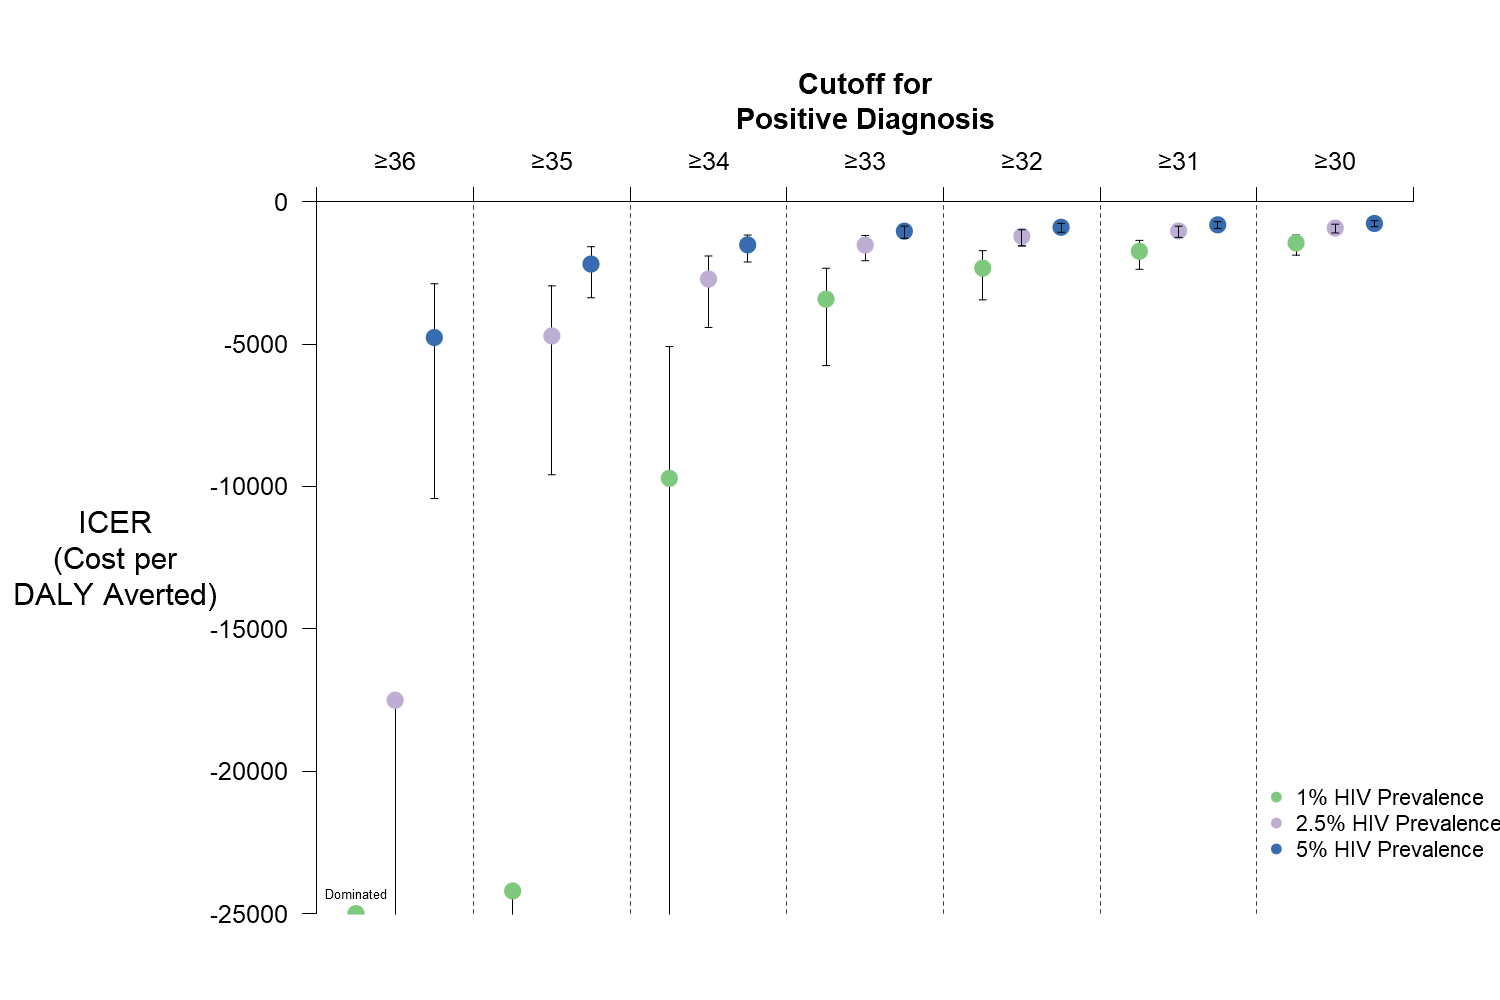 Cutoff for
Positive Diagnosis
≥36 ≥35 ≥34 ≥33 ≥32 ≥31 ≥30
0
-5000
-10000
ICER
(Cost per
DALY Averted)
-15000
-20000
1% HIV Prevalence
2.5% HIV Prevalence
5% HIV Prevalence
Dominated
-25000